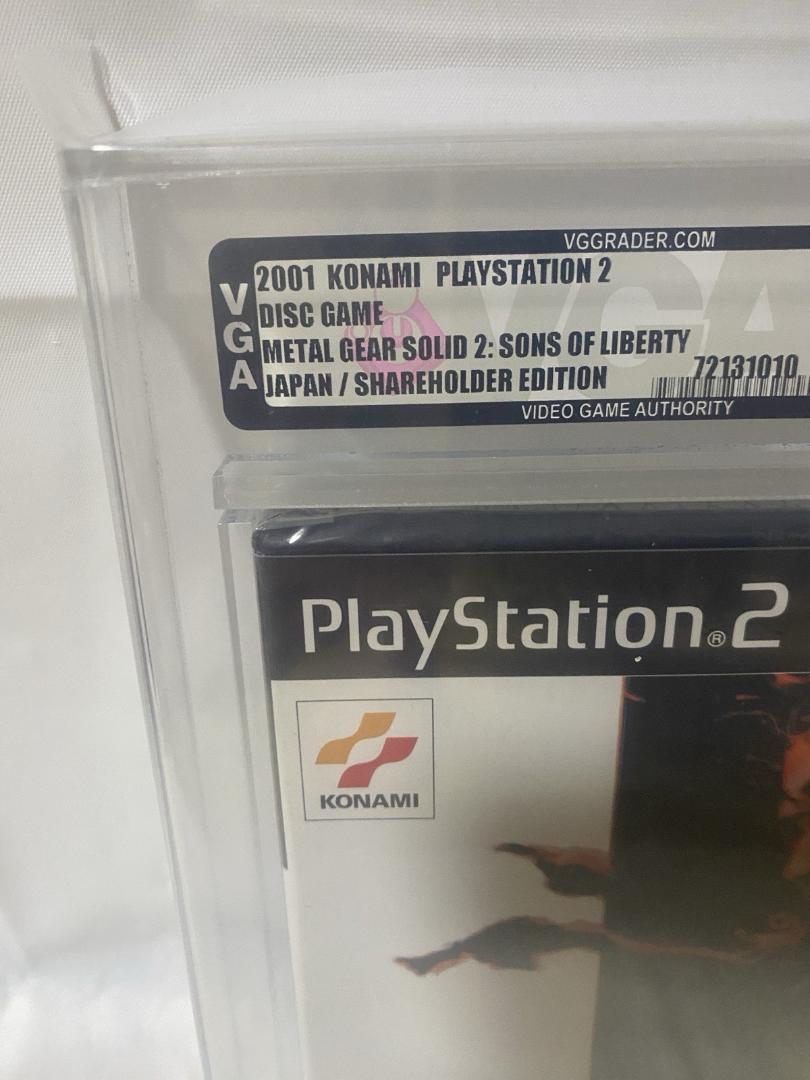 VGGRADER.COM
VGA
2001 KONAMI PLAYSTATION 2
DISC GAME
METAL GEAR SOLID 2: SONS OF LIBERTY
JAPAN / SHAREHOLDER EDITION
72131010
VIDEO GAME AUTHORITY
VGA
PlayStation®2
KONAMI